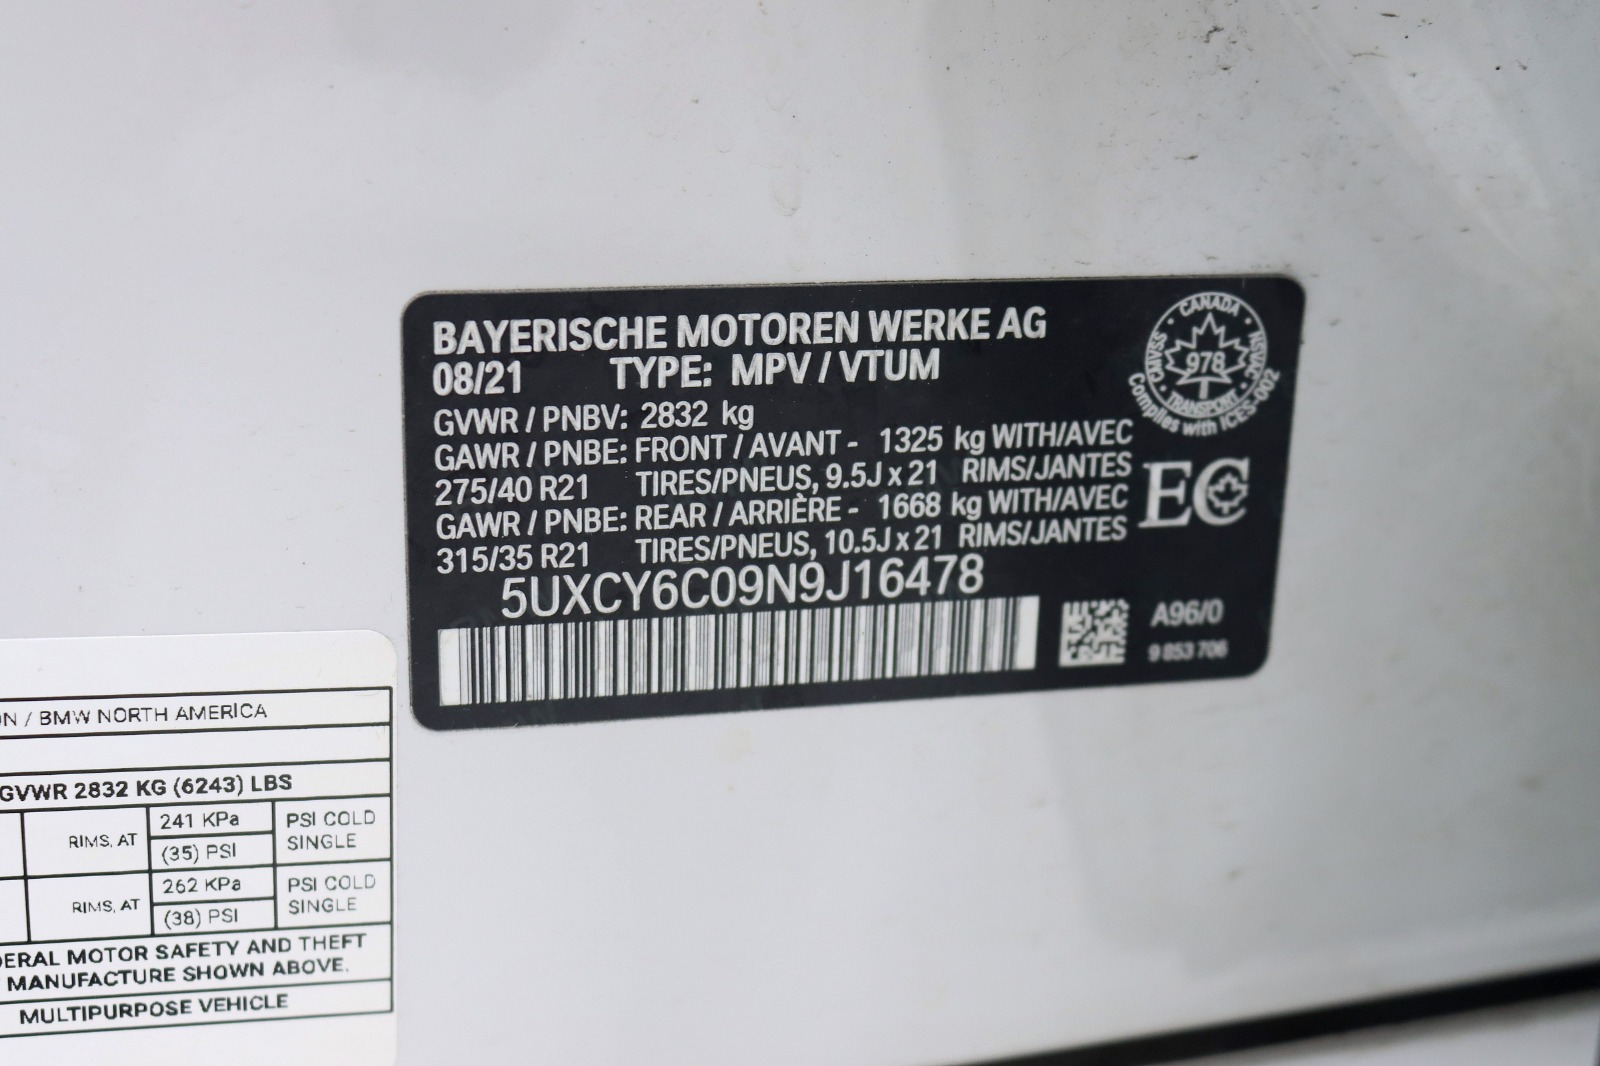 BAYERISCHE MOTOREN WERKE AG
08/21 TYPE: MPV / VTUM
GVWR / PNBV: 2832 kg
GAWR / PNBE: FRONT / AVANT - 1325 kg WITH/AVEC
275/40 R21 TIRES/PNEUS, 9.5J x 21 RIMS/JANTES
GAWR / PNBE: REAR / ARRIÈRE - 1668 kg WITH/AVEC
315/35 R21 TIRES/PNEUS, 10.5J x 21 RIMS/JANTES
5UXCY6C09N9J16478
CANADA
CMVSS
NSVAC
978
TRANSPORT
Complies with ICES-002
EC
A96/0
9 853 706
ON / BMW NORTH AMERICA
GVWR 2832 KG (6243) LBS
RIMS, AT 241 KPa PSI COLD
(35) PSI SINGLE
RIMS, AT 262 KPa PSI COLD
(38) PSI SINGLE
DERAL MOTOR SAFETY AND THEFT
MANUFACTURE SHOWN ABOVE.
MULTIPURPOSE VEHICLE